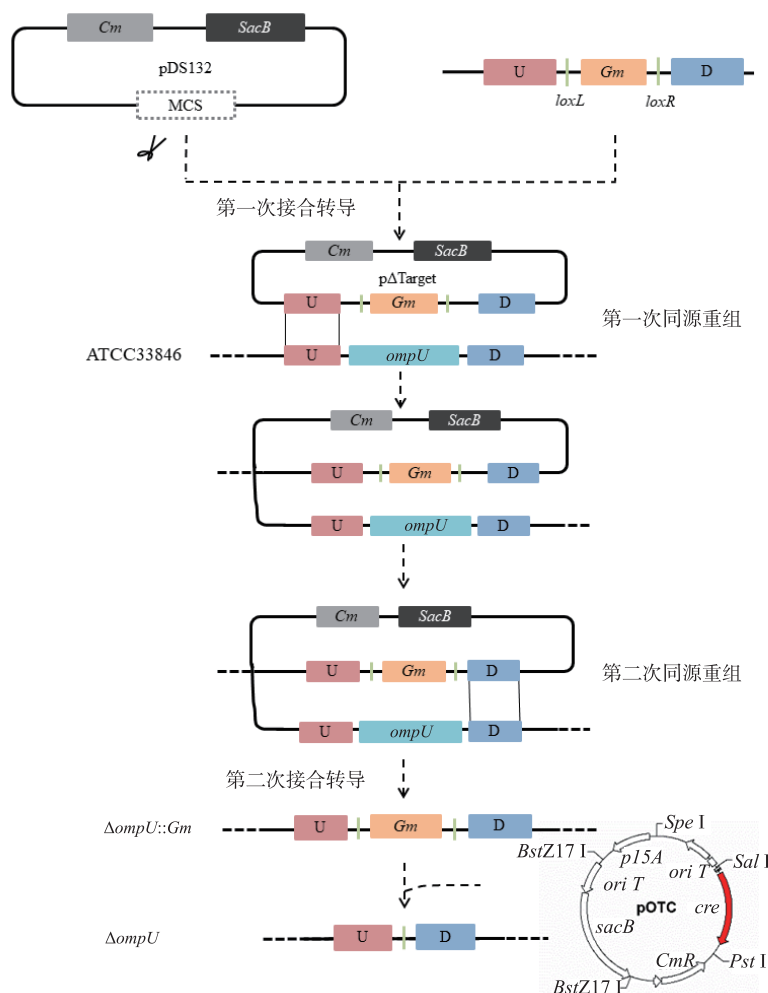 Cm SacB
pDS132
MCS
U Gm D
loxL loxR
第一次接合转导
Cm SacB
pΔTarget
U Gm D
第一次同源重组
ATCC33846
U ompU D
Cm SacB
U Gm D
U ompU D
Cm SacB
U Gm D
第二次同源重组
U ompU D
第二次接合转导
ΔompU::Gm
U Gm D
ΔompU
U D
Spe I
BstZ17 I
p15A
ori T
Sal I
ori T
pOTC
cre
sacB
CmR
Pst I
BstZ17 I